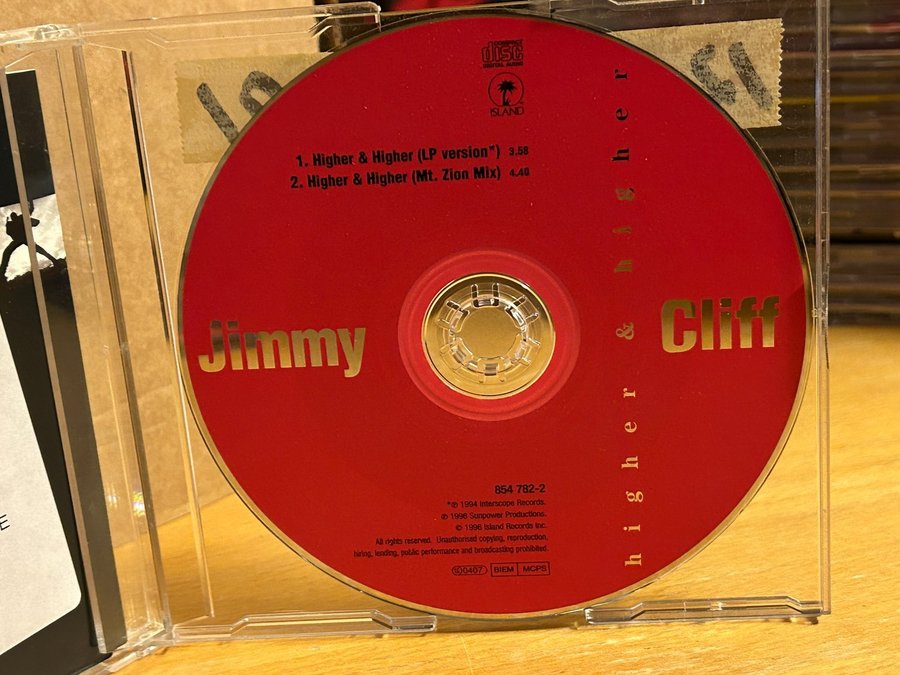 disc
DIGITAL AUDIO
ISLAND
1. Higher & Higher (LP version*) 3.58
2. Higher & Higher (Mt. Zion Mix) 4.40
Jimmy Cliff
higher & higher
854 782-2
*℗ 1994 Interscope Records.
℗ 1996 Sunpower Productions.
© 1996 Island Records Inc.
All rights reserved. Unauthorised copying, reproduction,
hiring, lending, public performance and broadcasting prohibited.
0407 BIEM MCPS
E